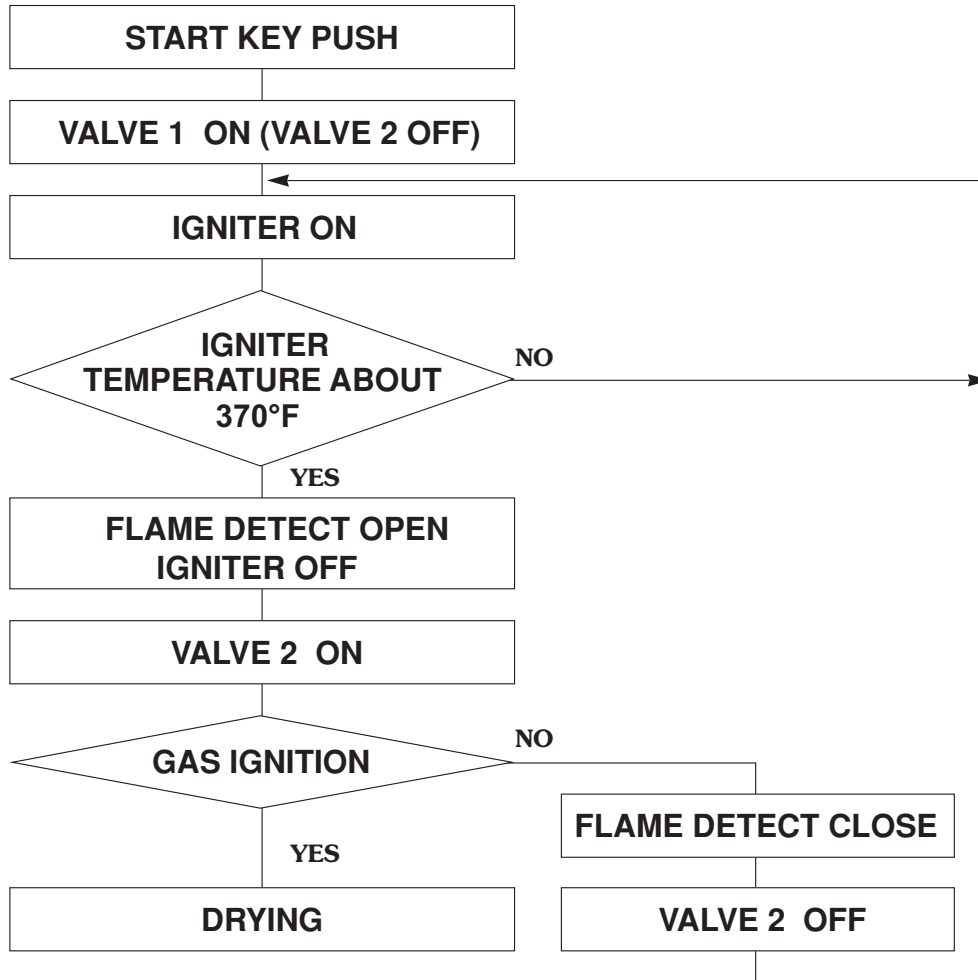 START KEY PUSH
VALVE 1 ON (VALVE 2 OFF)
IGNITER ON
IGNITER
TEMPERATURE ABOUT
370°F
NO
YES
FLAME DETECT OPEN
IGNITER OFF
VALVE 2 ON
GAS IGNITION
NO
FLAME DETECT CLOSE
YES
DRYING
VALVE 2 OFF